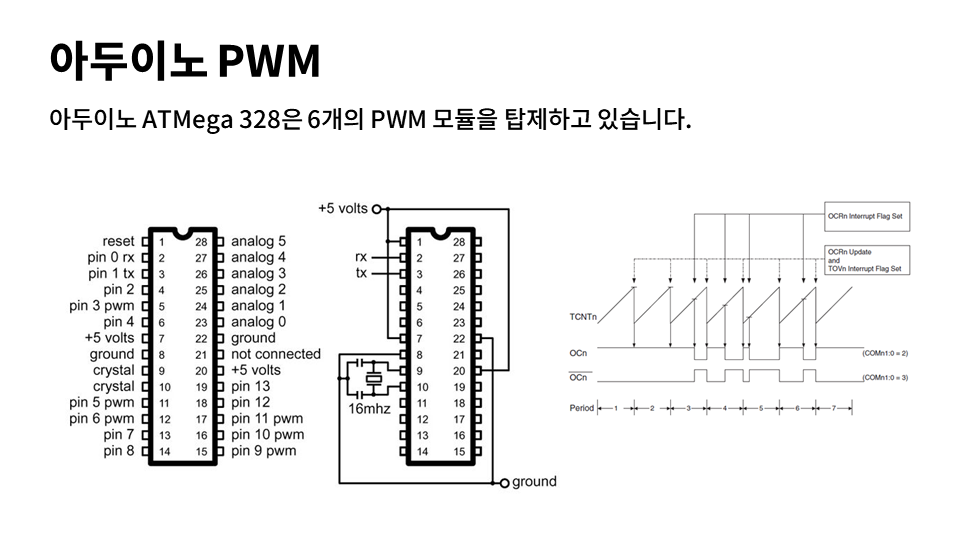 아두이노 PWM
아두이노 ATMega 328은 6개의 PWM 모듈을 탑제하고 있습니다.
reset 1 28 analog 5
pin 0 rx 2 27 analog 4
pin 1 tx 3 26 analog 3
pin 2 4 25 analog 2
pin 3 pwm 5 24 analog 1
pin 4 6 23 analog 0
+5 volts 7 22 ground
ground 8 21 not connected
crystal 9 20 +5 volts
crystal 10 19 pin 13
pin 5 pwm 11 18 pin 12
pin 6 pwm 12 17 pin 11 pwm
pin 7 13 16 pin 10 pwm
pin 8 14 15 pin 9 pwm
+5 volts
1 28
rx 2 27
tx 3 26
4 25
5 24
6 23
7 22
8 21
9 20
10 19
16mhz 11 18
12 17
13 16
14 15
ground
OCRn Interrupt Flag Set
OCRn Update
and
TOVn Interrupt Flag Set
TCNTn
OCn (COMn1:0 = 2)
OCn (COMn1:0 = 3)
Period 1 2 3 4 5 6 7